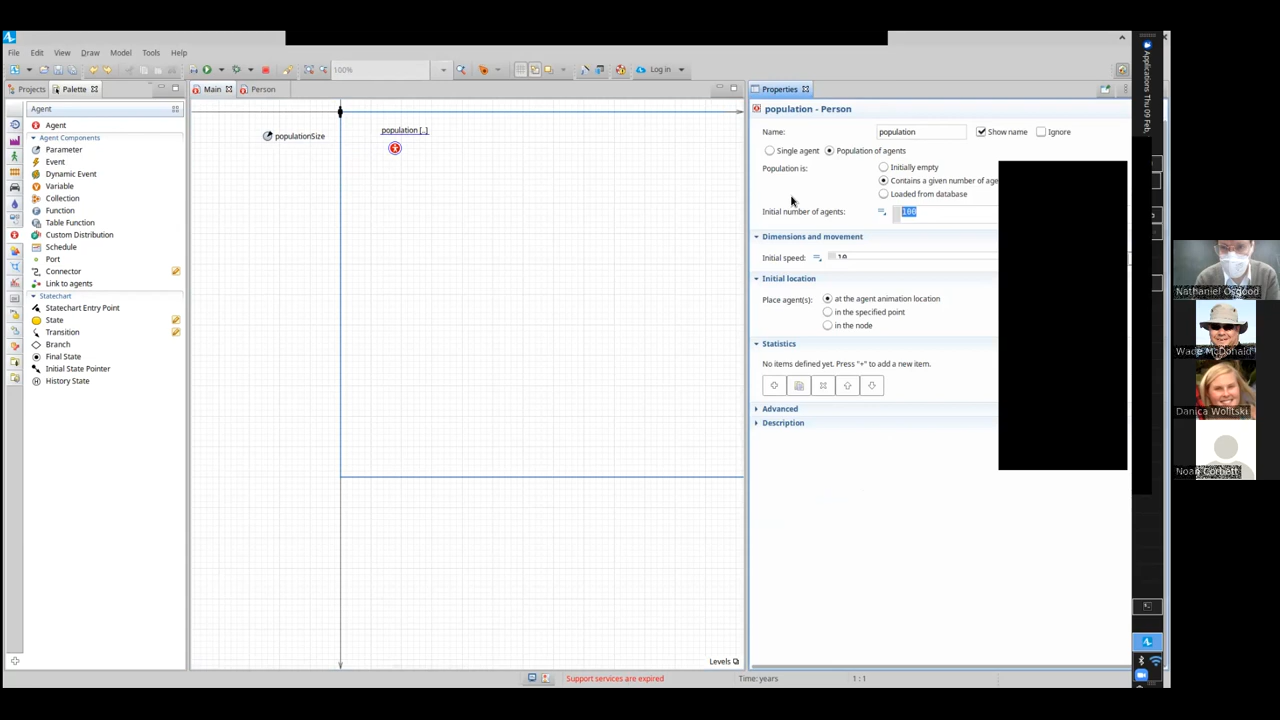 File Edit View Draw Model Tools Help
100% Log in
Projects Palette
Main Person
Properties
Agent
Agent
Agent Components
Parameter
Event
Dynamic Event
Variable
Collection
Function
Table Function
Custom Distribution
Schedule
Port
Connector
Link to agents
Statechart
Statechart Entry Point
State
Transition
Branch
Final State
Initial State Pointer
History State
populationSize
population [..]
Levels
population - Person
Name: population Show name Ignore
Single agent Population of agents
Population is: Initially empty
Contains a given number of age
Loaded from database
Initial number of agents: 100
Dimensions and movement
Initial speed: 10
Initial location
Place agent(s): at the agent animation location
in the specified point
in the node
Statistics
No items defined yet. Press "+" to add a new item.
Advanced
Description
Support services are expired
Time: years
1 : 1
Applications Thu 09 Feb,
Nathaniel Osgood
Wade McDonald
Danica Wolitski
Noah Corbett